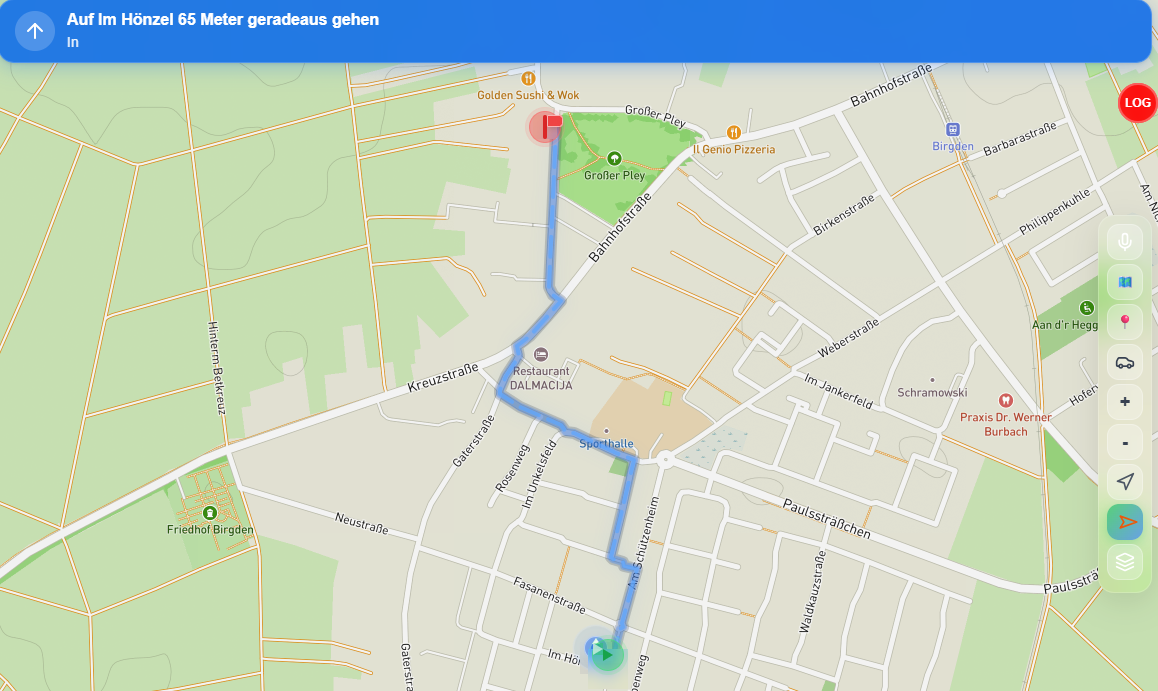 Auf Im Hönzel 65 Meter geradeaus gehen
In
LOG
Golden Sushi & Wok
Großer Pley
Bahnhofstraße
Il Genio Pizzeria
Birgden
Barbarastraße
Großer Pley
Am
Philippenkuhle
Birkenstraße
Bahnhofstraße
Aan d'r Hegg
Hinterm Betkreuz
Weberstraße
Kreuzstraße
Restaurant
DALMACIJA
Im Jankerfeld
Schramowski
Hofer
Praxis Dr. Werner
Burbach
Gaterstraße
Sporthalle
Rosenweg
Im Unkelsfeld
Friedhof Birgden
Neustraße
Paulssträßchen
Am Schützenheim
Fasanenstraße
Waldkauzstraße
Paulssträ
Gaterstr
Im Hön
enweg
+
-